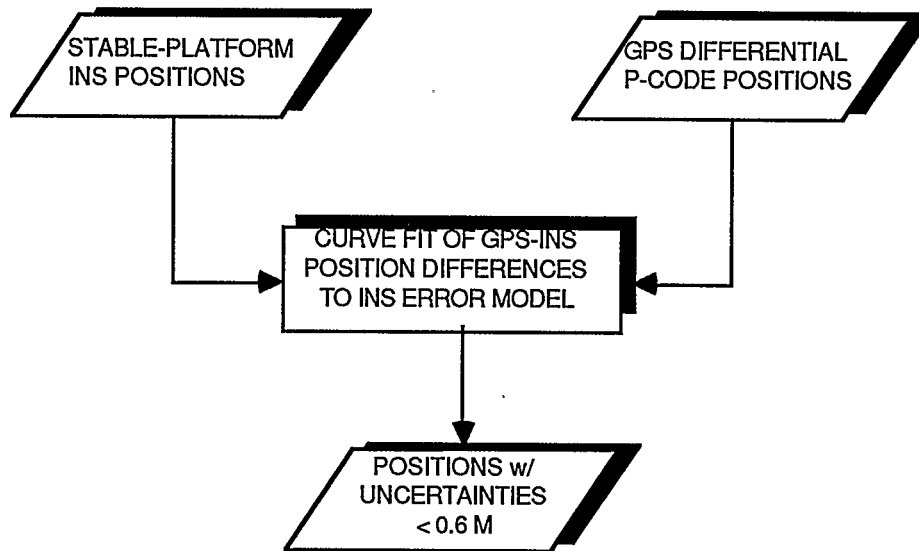 STABLE-PLATFORM
INS POSITIONS
GPS DIFFERENTIAL
P-CODE POSITIONS
CURVE FIT OF GPS-INS
POSITION DIFFERENCES
TO INS ERROR MODEL
POSITIONS w/
UNCERTAINTIES
< 0.6 M